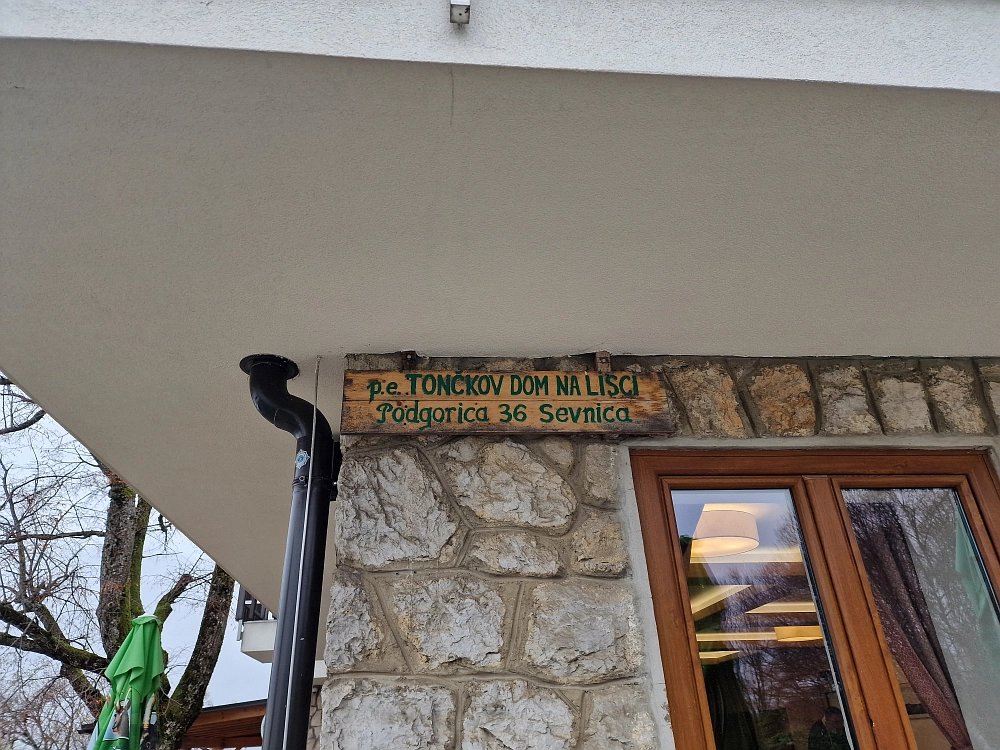 p.e. TONČKOV DOM NA LISCI
Podgorica 36 Sevnica